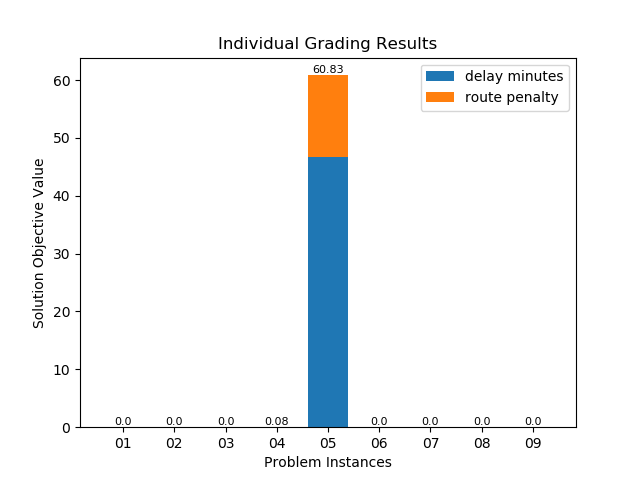 Individual Grading Results
delay minutes
route penalty
Solution Objective Value
60
50
40
30
20
10
0
0.0 0.0 0.0 0.08 60.83 0.0 0.0 0.0 0.0
01 02 03 04 05 06 07 08 09
Problem Instances